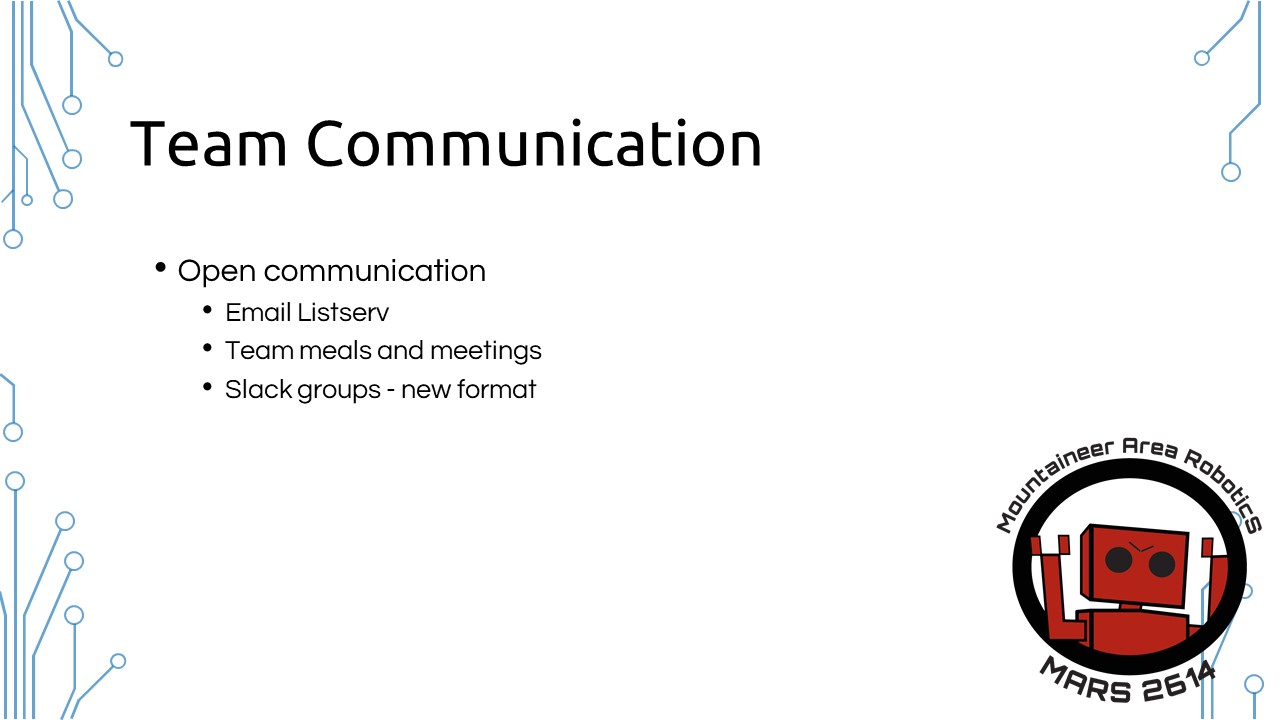 Team Communication
• Open communication
• Email Listserv
• Team meals and meetings
• Slack groups - new format
Mountaineer Area Robotics
MARS 2614